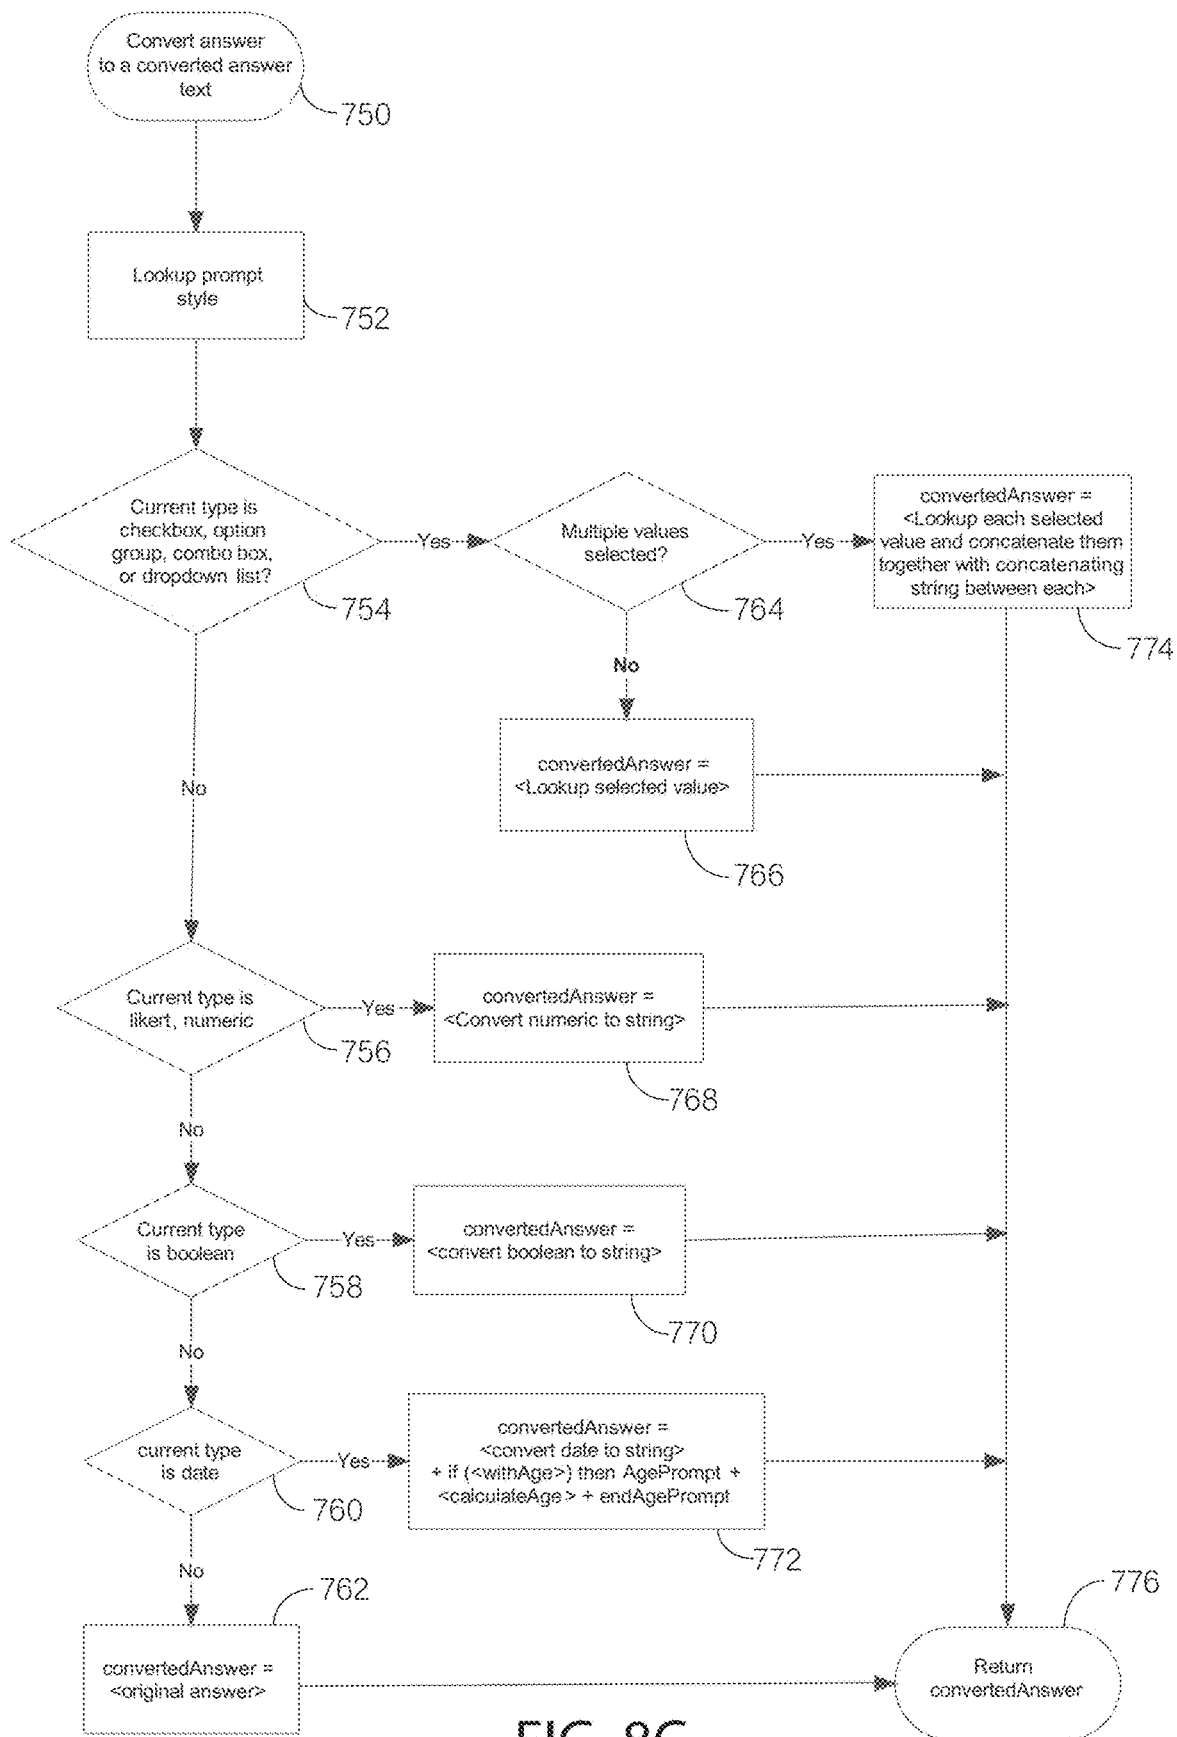 Convert answer
to a converted answer
text
750
Lookup prompt
style
752
Current type is
checkbox, option
group, combo box,
or dropdown list?
754
Yes
Multiple values
selected?
764
Yes
convertedAnswer =
<Lookup each selected
value and concatenate them
together with concatenating
string between each>
774
No
convertedAnswer =
<Lookup selected value>
766
No
Current type is
likert, numeric
756
Yes
convertedAnswer =
<Convert numeric to string>
768
No
Current type
is boolean
758
Yes
convertedAnswer =
<convert boolean to string>
770
No
current type
is date
760
Yes
convertedAnswer =
<convert date to string>
+ if (<withAge>) then AgePrompt +
<calculateAge> + endAgePrompt
772
No
762
convertedAnswer =
<original answer>
776
Return
convertedAnswer